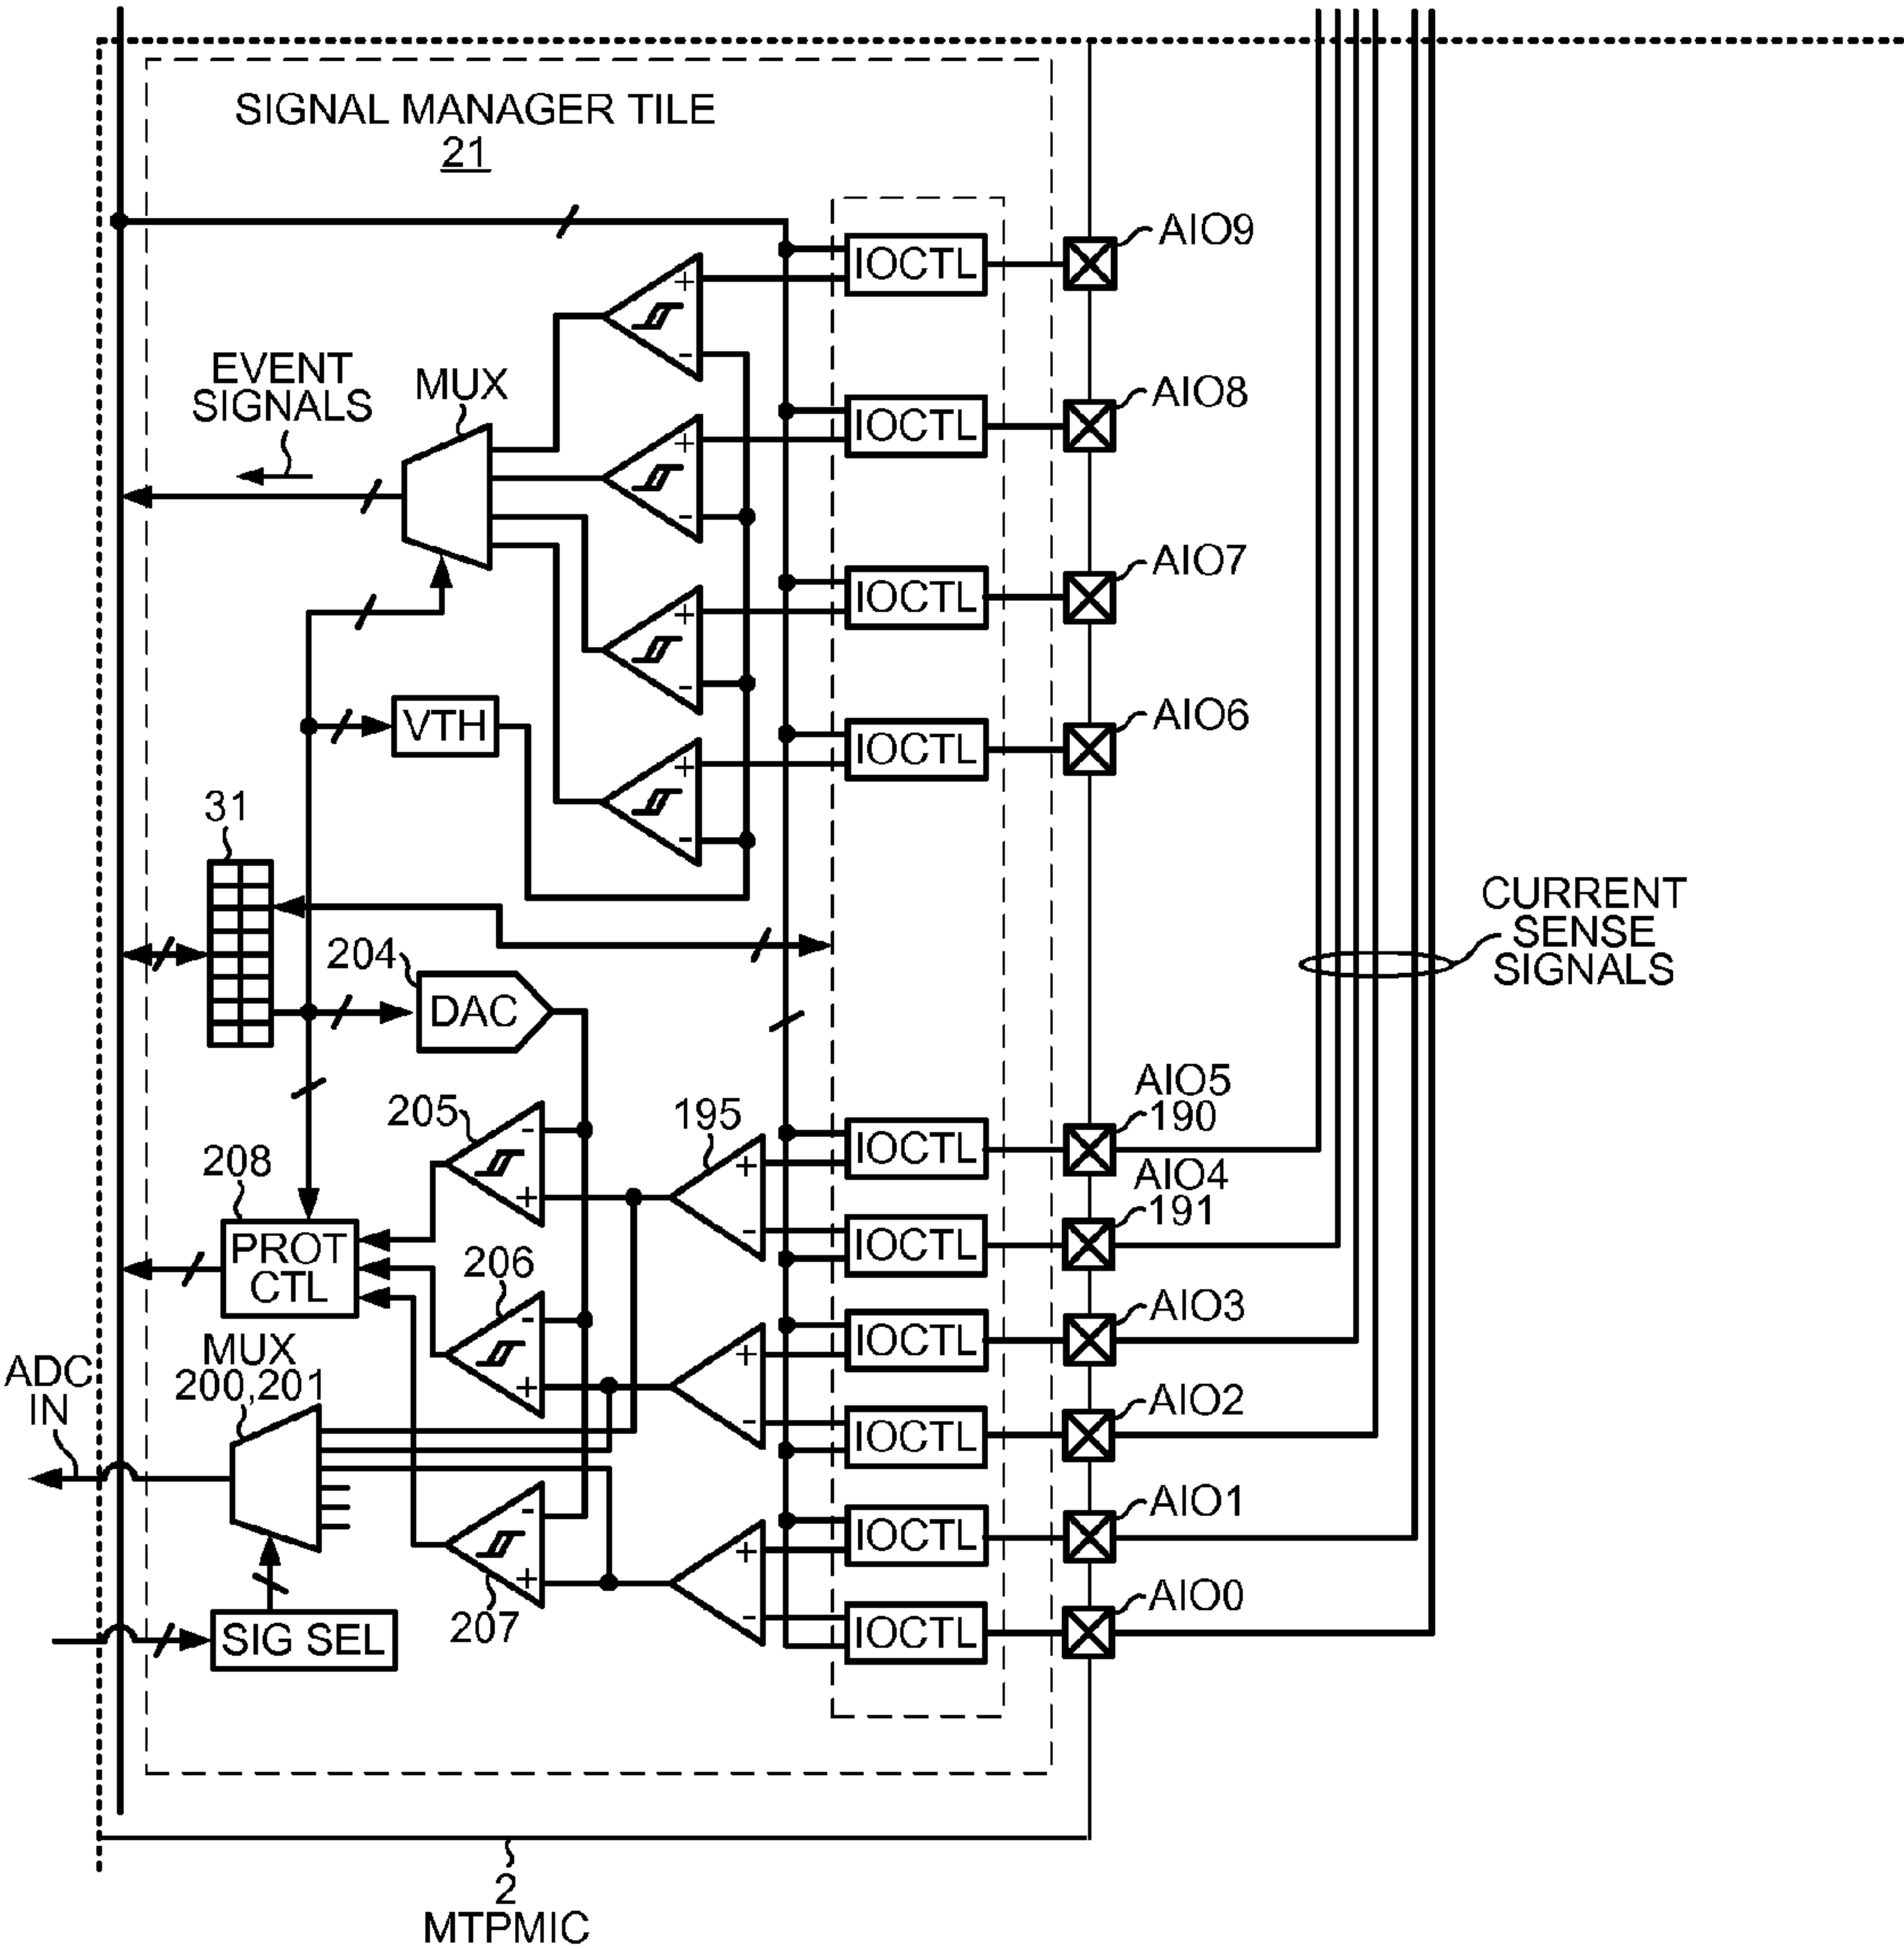 SIGNAL MANAGER TILE
21
IOCTL
AIO9
+
-
EVENT
SIGNALS
MUX
IOCTL
AIO8
+
-
IOCTL
AIO7
+
-
VTH
IOCTL
AIO6
+
-
31
CURRENT
SENSE
SIGNALS
204
DAC
205
-
+
195
+
-
IOCTL
AIO5
190
208
PROT
CTL
IOCTL
AIO4
191
206
-
+
+
-
IOCTL
AIO3
MUX
200,201
ADC
IN
IOCTL
AIO2
207
-
+
+
-
IOCTL
AIO1
SIG SEL
IOCTL
AIO0
2
MTPMIC